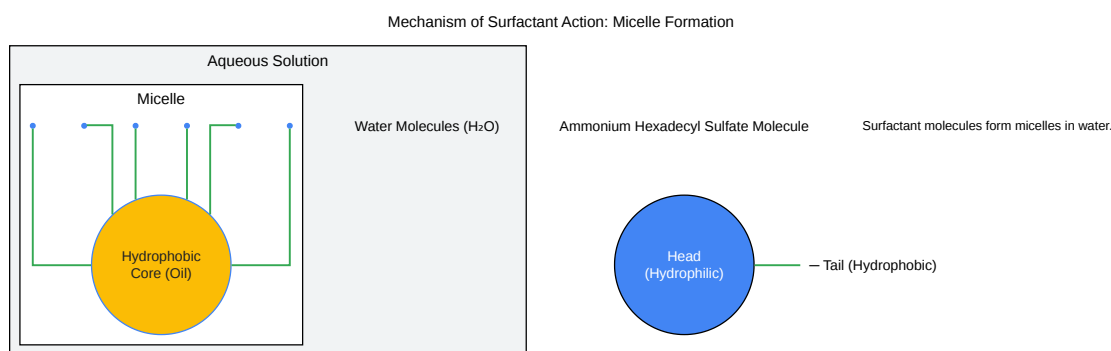 Mechanism of Surfactant Action: Micelle Formation
Aqueous Solution
Micelle
Water Molecules (H₂O)
Ammonium Hexadecyl Sulfate Molecule
Surfactant molecules form micelles in water.
Hydrophobic
Core (Oil)
Head
(Hydrophilic)
— Tail (Hydrophobic)